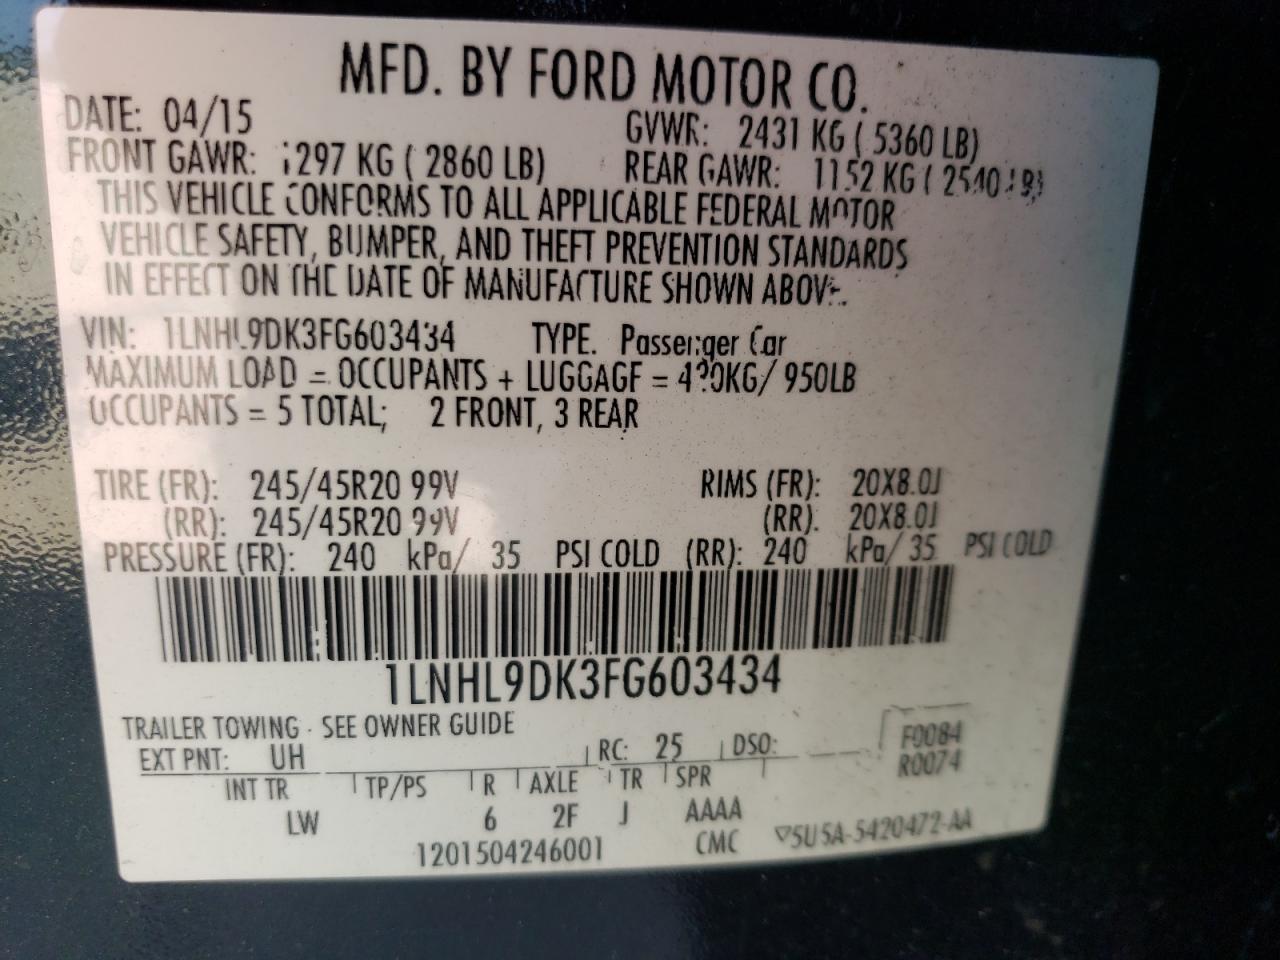 MFD. BY FORD MOTOR CO.
DATE: 04/15 GVWR: 2431 KG ( 5360 LB)
FRONT GAWR: 1297 KG ( 2860 LB) REAR GAWR: 1152 KG ( 2540 LB)
THIS VEHICLE CONFORMS TO ALL APPLICABLE FEDERAL MOTOR
VEHICLE SAFETY, BUMPER, AND THEFT PREVENTION STANDARDS
IN EFFECT ON THE DATE OF MANUFACTURE SHOWN ABOVE.
VIN: 1LNHL9DK3FG603434 TYPE: Passenger Car
MAXIMUM LOAD = OCCUPANTS + LUGGAGE = 430KG/ 950LB
OCCUPANTS = 5 TOTAL; 2 FRONT, 3 REAR
TIRE (FR): 245/45R20 99V RIMS (FR): 20X8.0J
(RR): 245/45R20 99V (RR): 20X8.0J
PRESSURE (FR): 240 kPa/ 35 PSI COLD (RR): 240 kPa/ 35 PSI COLD
1LNHL9DK3FG603434
TRAILER TOWING - SEE OWNER GUIDE
EXT PNT: UH RC: 25 DSO: F0084
R0074
INT TR TP/PS R AXLE TR SPR
LW 6 2F J AAAA
1201504246001 CMC ▽5U5A-5420472-AA